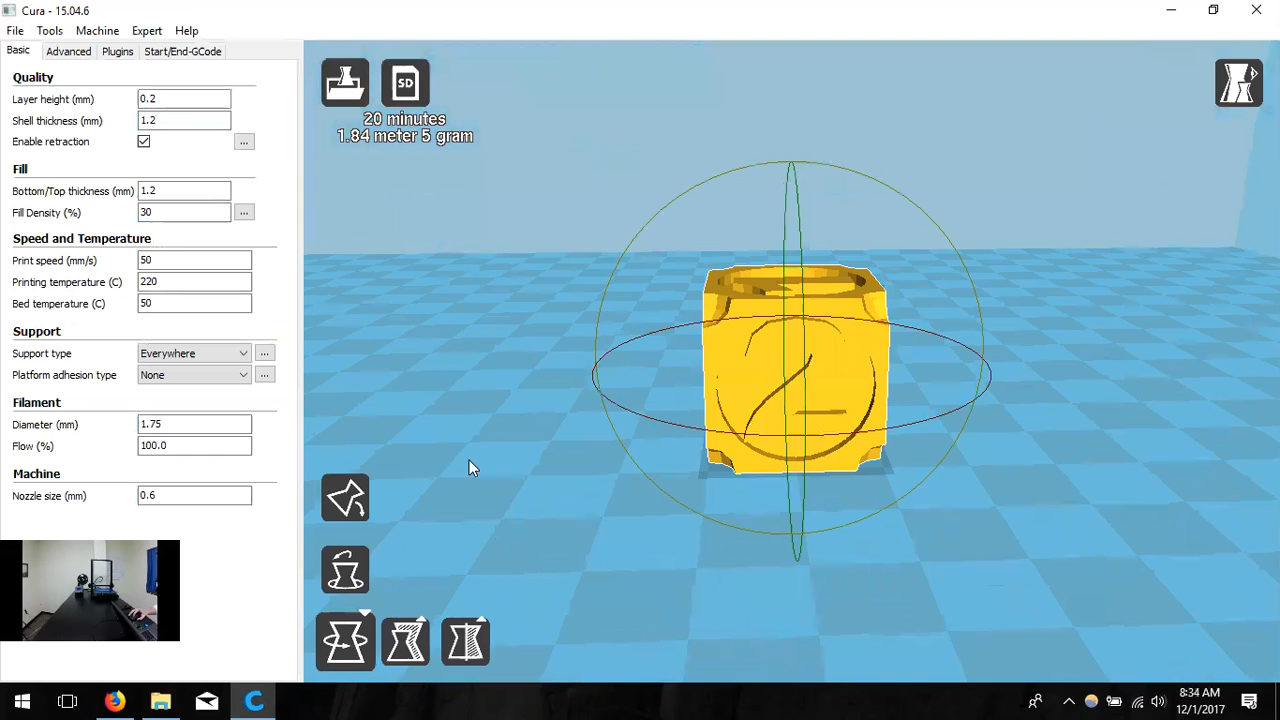 Cura - 15.04.6
File Tools Machine Expert Help
Basic Advanced Plugins Start/End-GCode
Quality
Layer height (mm) 0.2
Shell thickness (mm) 1.2
Enable retraction ...
Fill
Bottom/Top thickness (mm) 1.2
Fill Density (%) 30 ...
Speed and Temperature
Print speed (mm/s) 50
Printing temperature (C) 220
Bed temperature (C) 50
Support
Support type Everywhere ...
Platform adhesion type None ...
Filament
Diameter (mm) 1.75
Flow (%) 100.0
Machine
Nozzle size (mm) 0.6
SD
20 minutes
1.84 meter 5 gram
8:34 AM
12/1/2017